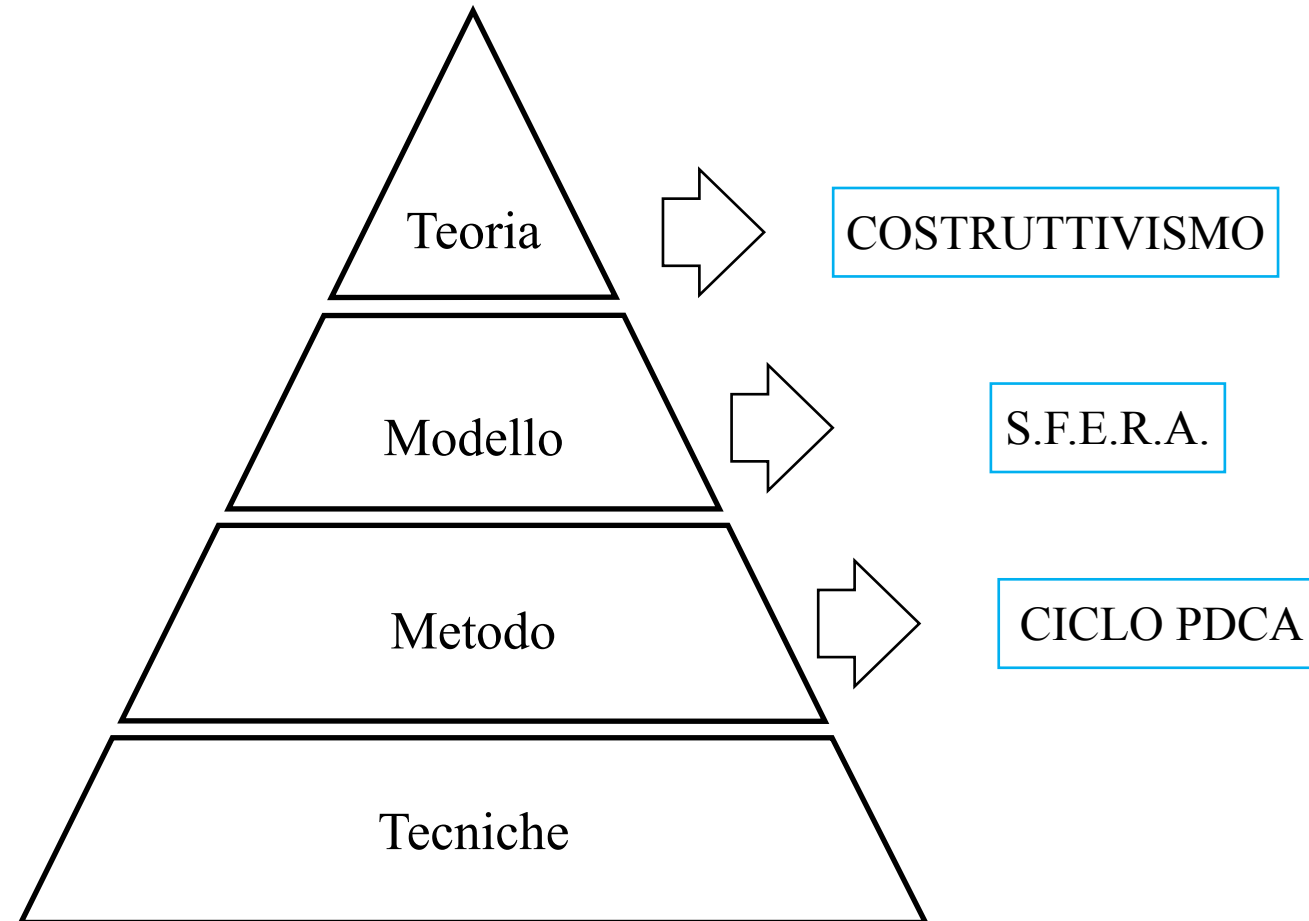 Teoria
COSTRUTTIVISMO
Modello
S.F.E.R.A.
Metodo
CICLO PDCA
Tecniche